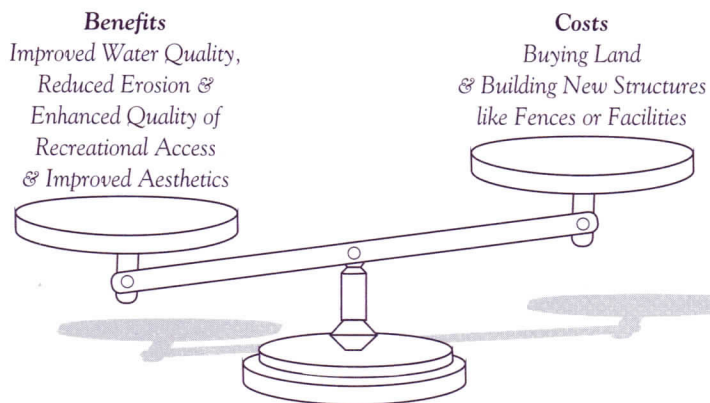 Benefits
Improved Water Quality,
Reduced Erosion &
Enhanced Quality of
Recreational Access
& Improved Aesthetics
Costs
Buying Land
& Building New Structures
like Fences or Facilities